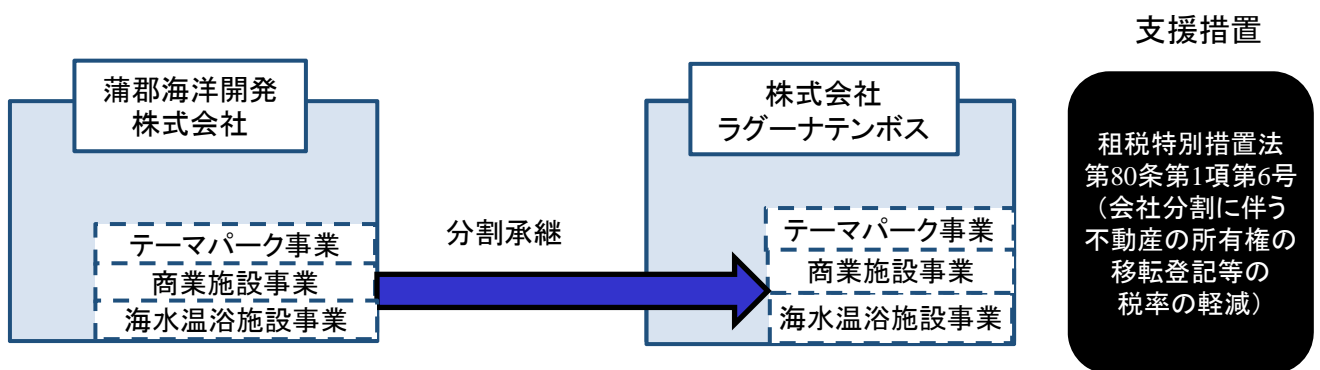 支援措置
蒲郡海洋開発
株式会社
テーマパーク事業
商業施設事業
海水温浴施設事業
分割承継
株式会社
ラグーナテンボス
テーマパーク事業
商業施設事業
海水温浴施設事業
租税特別措置法
第80条第1項第6号
（会社分割に伴う
不動産の所有権の
移転登記等の
税率の軽減）